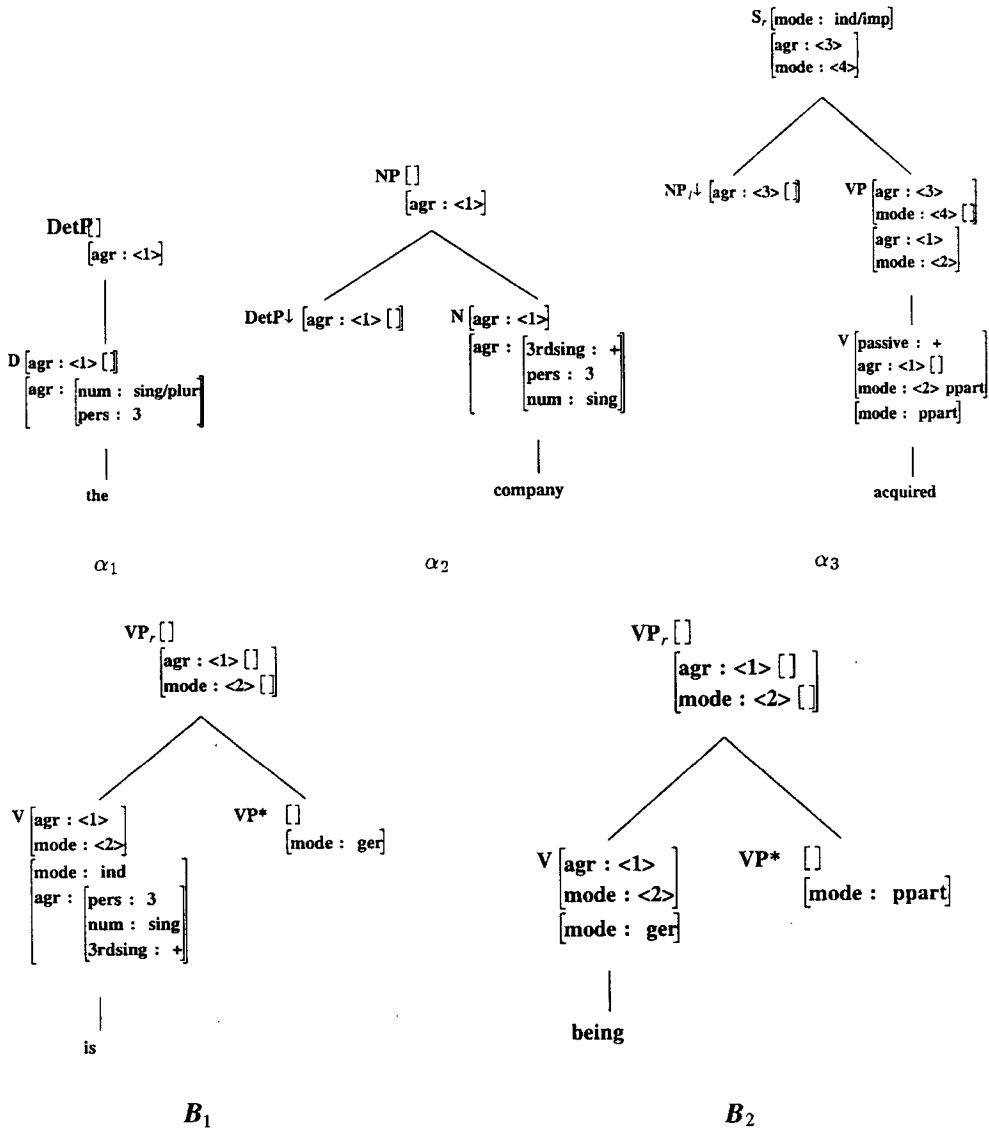 S_r [mode : ind/imp]
[agr : <3>
mode : <4>]
NP []
[agr : <1>]
NP_i↓ [agr : <3> []]
VP [agr : <3>
mode : <4> []]
[agr : <1>
mode : <2>]
DetP []
[agr : <1>]
DetP↓ [agr : <1> []]
N [agr : <1>]
[agr : [3rdsing : +
pers : 3
num : sing]]
V [passive : +
agr : <1> []
mode : <2> ppart]
[mode : ppart]
D [agr : <1> []]
[agr : [num : sing/plur
pers : 3]]
the
company
acquired
α1
α2
α3
VP_r []
[agr : <1> []
mode : <2> []]
VP_r []
[agr : <1> []
mode : <2> []]
V [agr : <1>
mode : <2>]
[mode : ind
agr : [pers : 3
num : sing
3rdsing : +]]
VP* []
[mode : ger]
V [agr : <1>
mode : <2>]
[mode : ger]
VP* []
[mode : ppart]
is
being
B1
B2